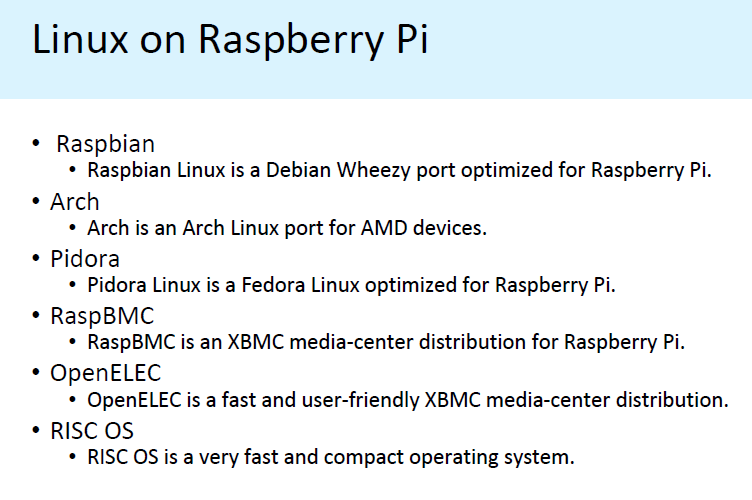 Linux on Raspberry Pi
• Raspbian
• Raspbian Linux is a Debian Wheezy port optimized for Raspberry Pi.
• Arch
• Arch is an Arch Linux port for AMD devices.
• Pidora
• Pidora Linux is a Fedora Linux optimized for Raspberry Pi.
• RaspBMC
• RaspBMC is an XBMC media-center distribution for Raspberry Pi.
• OpenELEC
• OpenELEC is a fast and user-friendly XBMC media-center distribution.
• RISC OS
• RISC OS is a very fast and compact operating system.